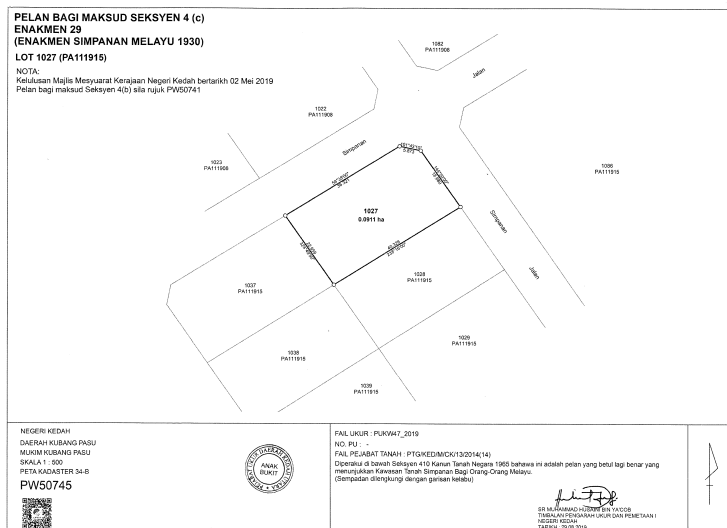 PELAN BAGI MAKSUD SEKSYEN 4 (c)
ENAKMEN 29
(ENAKMEN SIMPANAN MELAYU 1930)
LOT 1027 (PA111915)
NOTA:
Kelulusan Majlis Mesyuarat Kerajaan Negeri Kedah bertarikh 02 Mei 2019
Pelan bagi maksud Seksyen 4(b) sila rujuk PW50741
1082
PA111908
Jalan
1022
PA111908
Simpanan
1023
PA111908
1086
PA111915
1027
0.0911 ha
Simpanan
Jalan
1037
PA111915
1028
PA111915
1029
PA111915
1038
PA111915
1039
PA111915
NEGERI KEDAH
DAERAH KUBANG PASU
MUKIM KUBANG PASU
SKALA 1 : 500
PETA KADASTER 34-B
PW50745
ANAK
BUKIT
FAIL UKUR : PUKW47_2019
NO. PU : -
FAIL PEJABAT TANAH : PTG/KED/M/CK/13/2014(14)
Diperakui di bawah Seksyen 410 Kanun Tanah Negara 1965 bahawa ini adalah pelan yang betul lagi benar yang
menunjukkan Kawasan Tanah Simpanan Bagi Orang-Orang Melayu.
(Sempadan dilengkungi dengan garisan kelabu)
SR MUHAMMAD HUSAINI BIN YA'COB
TIMBALAN PENGARAH UKUR DAN PEMETAAN I
NEGERI KEDAH
TARIKH : 29.09.2019